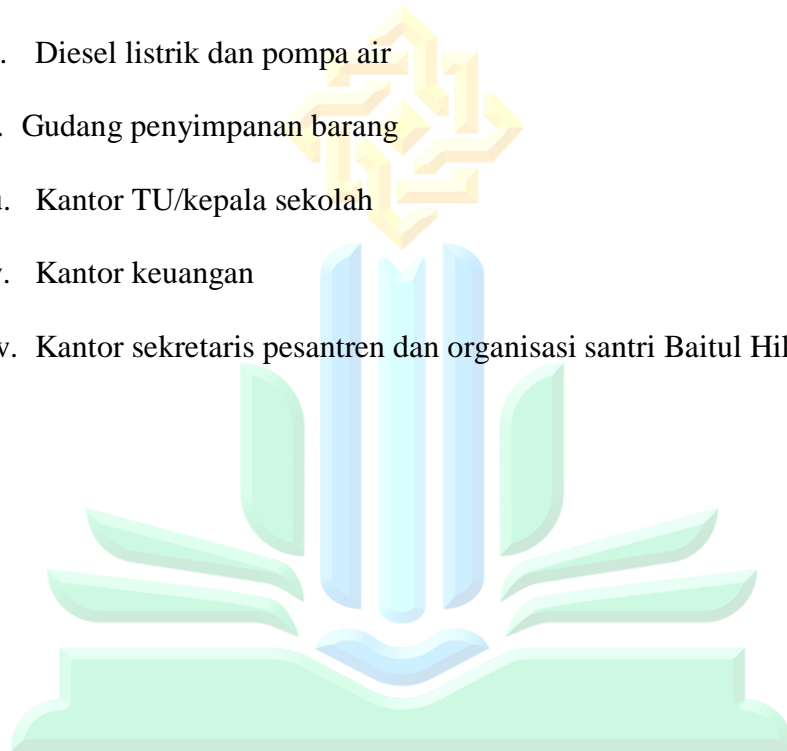 . Diesel listrik dan pompa air
. Gudang penyimpanan barang
. Kantor TU/kepala sekolah
. Kantor keuangan
. Kantor sekretaris pesantren dan organisasi santri Baitul